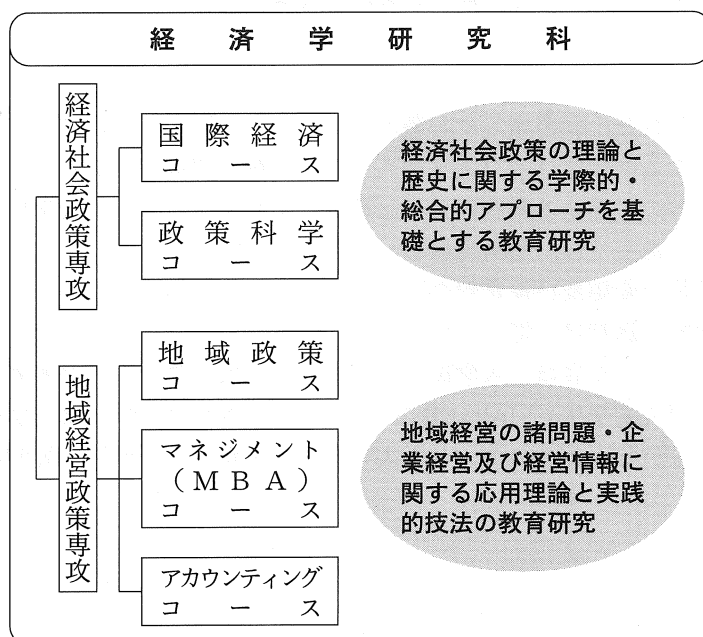 経済学研究科
経済社会政策専攻
国際経済
コース
政策科学
コース
経済社会政策の理論と
歴史に関する学際的・
総合的アプローチを基
礎とする教育研究
地域経営政策専攻
地域政策
コース
マネジメント
（ＭＢＡ）
コース
アカウンティング
コース
地域経営の諸問題・企
業経営及び経営情報に
関する応用理論と実践
的技法の教育研究